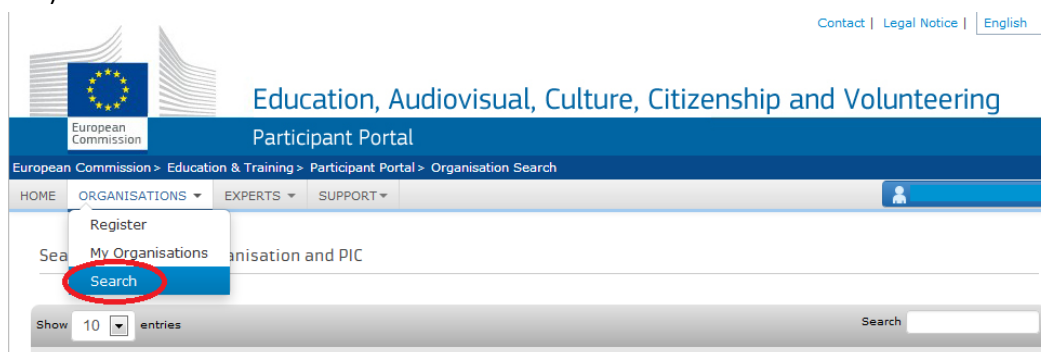 Contact | Legal Notice | English
Education, Audiovisual, Culture, Citizenship and Volunteering
European
Commission
Participant Portal
European Commission > Education & Training > Participant Portal > Organisation Search
HOME ORGANISATIONS EXPERTS SUPPORT
Register
My Organisations
Sea anisation and PIC
Search
Show 10 entries Search